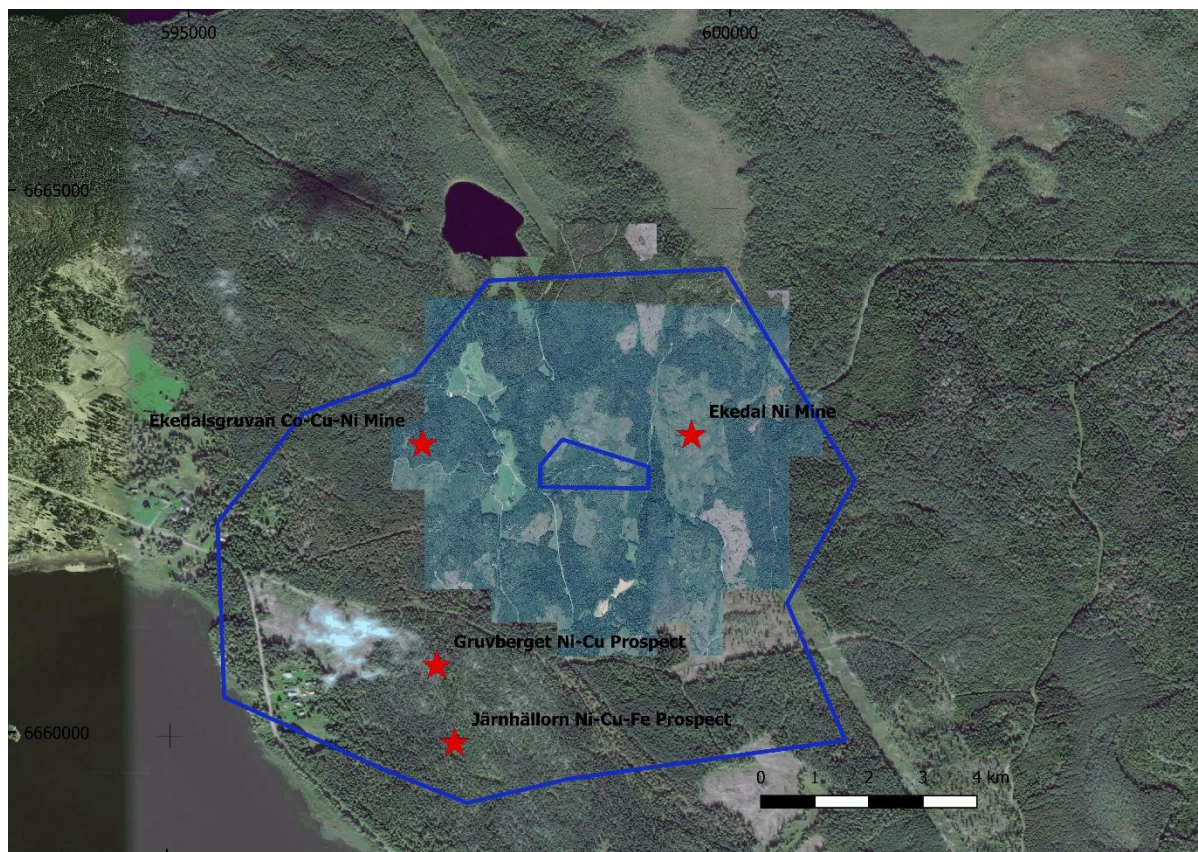 595000
600000
6665000
Ekedalsgruvan Co-Cu-Ni Mine
Ekedal Ni Mine
Gruvberget Ni-Cu Prospect
Järnhällorn Ni-Cu-Fe Prospect
6660000
0 1 2 3 4 km